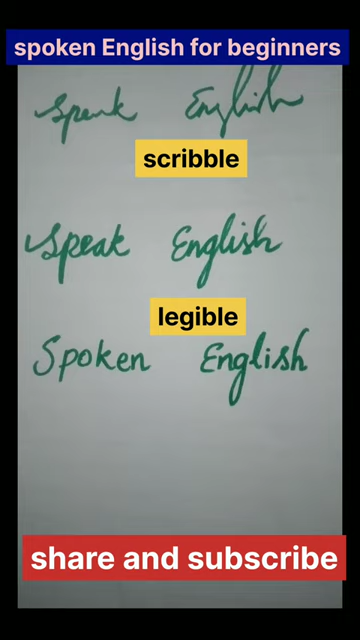 spoken English for beginners
Speak English
scribble
Speak English
legible
Spoken English
share and subscribe